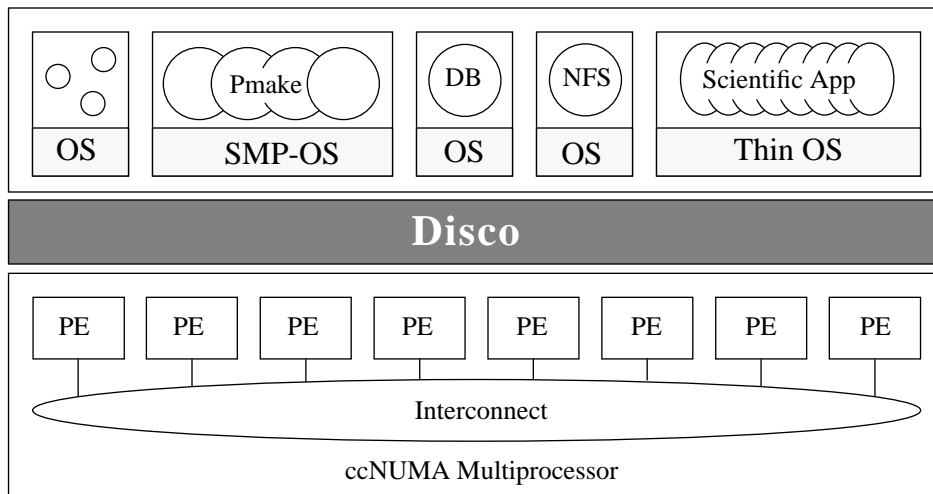 Pmake
DB
NFS
Scientific App
OS
SMP-OS
OS
OS
Thin OS
Disco
PE
PE
PE
PE
PE
PE
PE
PE
Interconnect
ccNUMA Multiprocessor